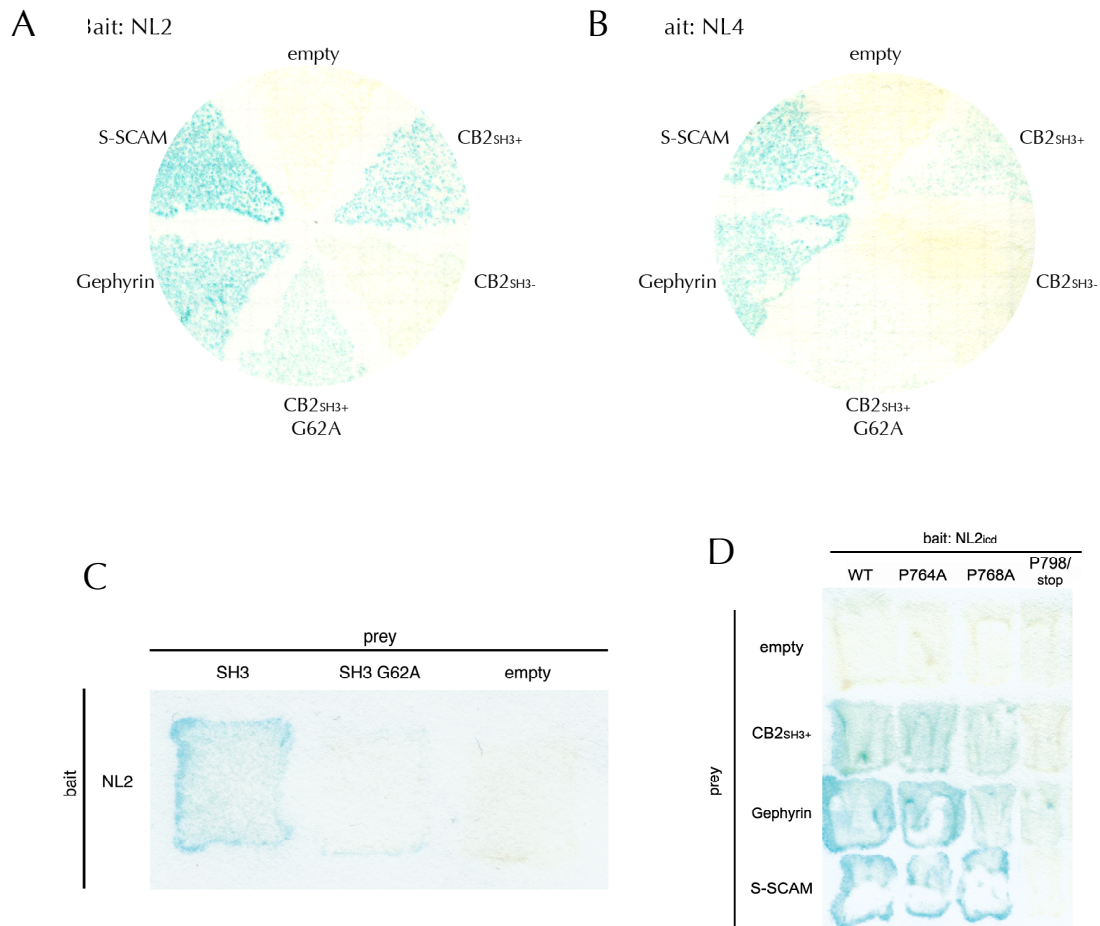 A
Bait: NL2
empty
S-SCAM
CB2SH3+
Gephyrin
CB2SH3-
CB2SH3+
G62A
B
ait: NL4
empty
S-SCAM
CB2SH3+
Gephyrin
CB2SH3-
CB2SH3+
G62A
C
prey
SH3 SH3 G62A empty
bait
NL2
D
bait: NL2icd
WT P764A P768A P798/
stop
prey
empty
CB2SH3+
Gephyrin
S-SCAM